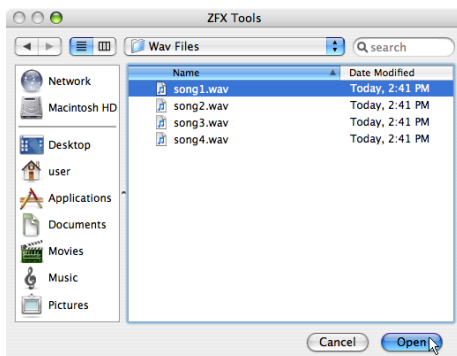 ZFX Tools
Wav Files
search
Name Date Modified
song1.wav Today, 2:41 PM
song2.wav Today, 2:41 PM
song3.wav Today, 2:41 PM
song4.wav Today, 2:41 PM
Network
Macintosh HD
Desktop
user
Applications
Documents
Movies
Music
Pictures
Cancel Open